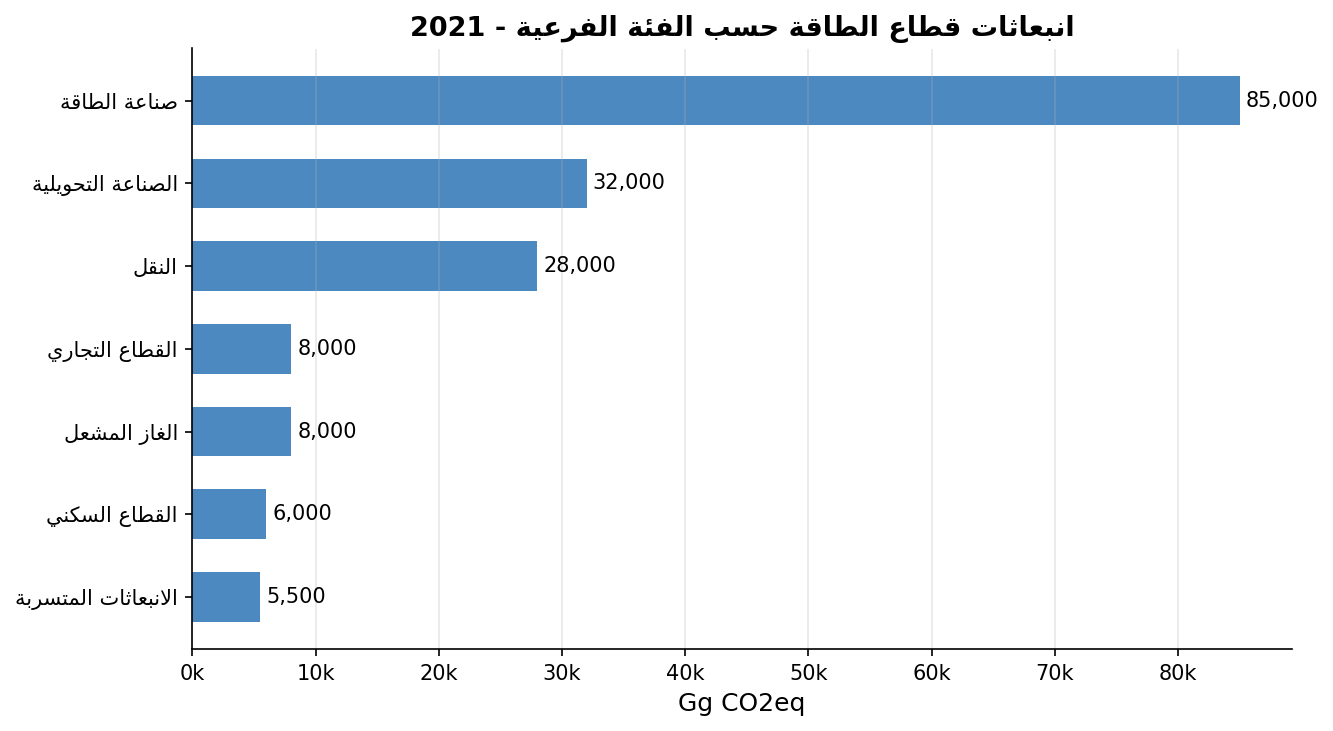 انبعاثات قطاع الطاقة حسب الفئة الفرعية - 2021
صناعة الطاقة 85,000
الصناعة التحويلية 32,000
النقل 28,000
القطاع التجاري 8,000
الغاز المشعل 8,000
القطاع السكني 6,000
الانبعاثات المتسربة 5,500
0k 10k 20k 30k 40k 50k 60k 70k 80k
Gg CO2eq